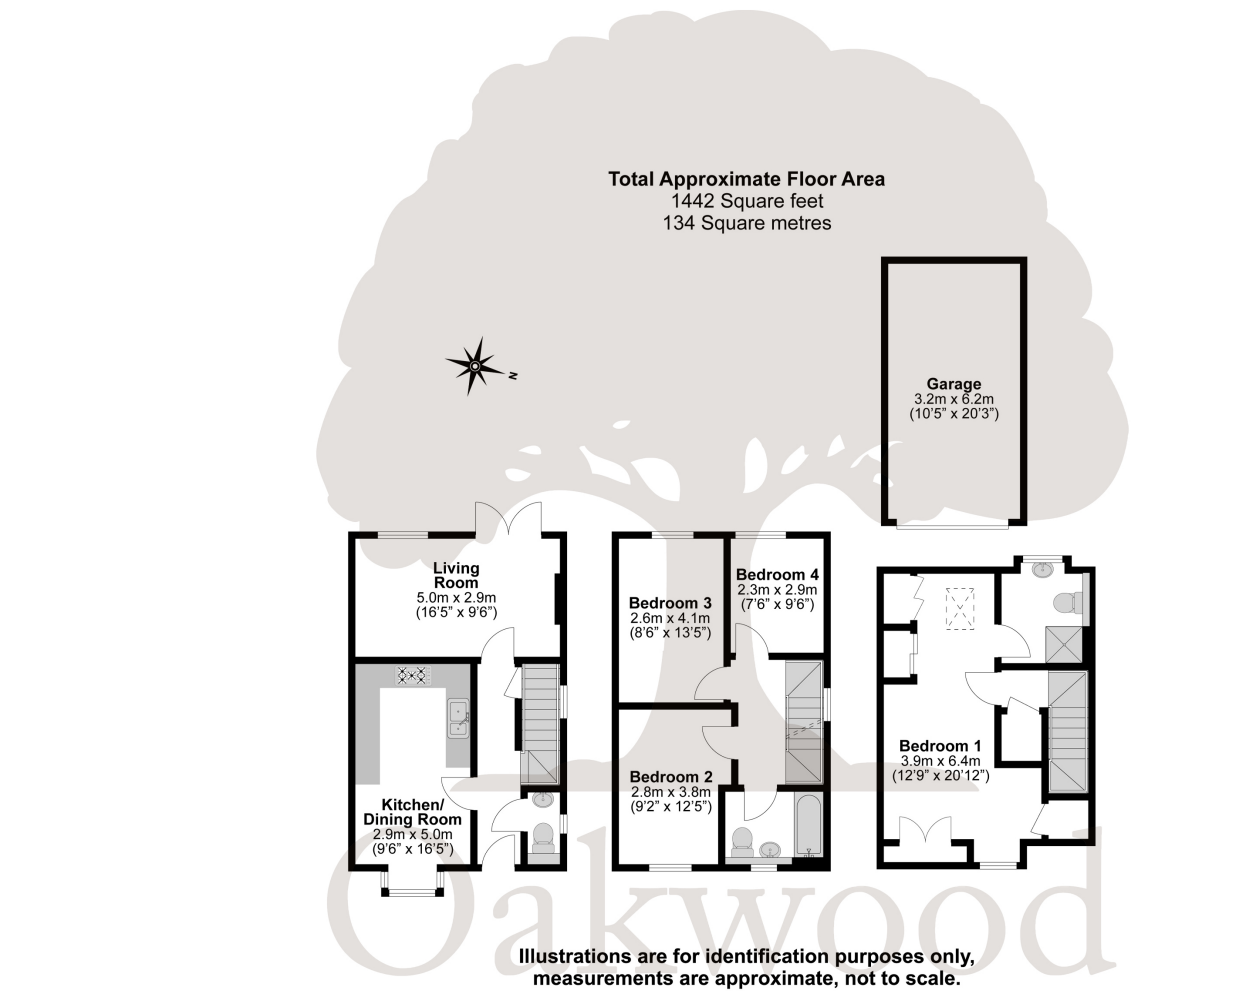 Total Approximate Floor Area
1442 Square feet
134 Square metres
N
Garage
3.2m x 6.2m
(10'5" x 20'3")
Living
Room
5.0m x 2.9m
(16'5" x 9'6")
Kitchen/
Dining Room
2.9m x 5.0m
(9'6" x 16'5")
Bedroom 3
2.6m x 4.1m
(8'6" x 13'5")
Bedroom 4
2.3m x 2.9m
(7'6" x 9'6")
Bedroom 2
2.8m x 3.8m
(9'2" x 12'5")
Bedroom 1
3.9m x 6.4m
(12'9" x 20'12")
Oakwood
Illustrations are for identification purposes only,
measurements are approximate, not to scale.